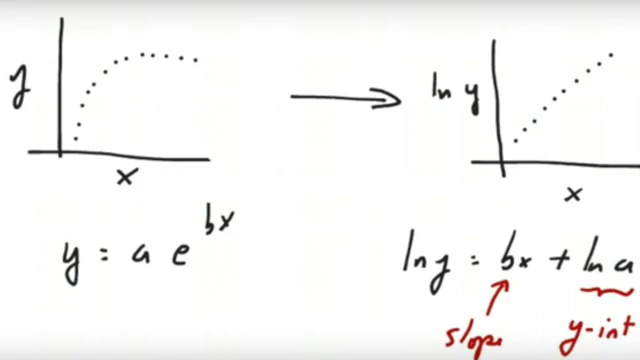 y
x
y = a e^{bx}
ln y
x
ln y = bx + ln a
slope
y-int